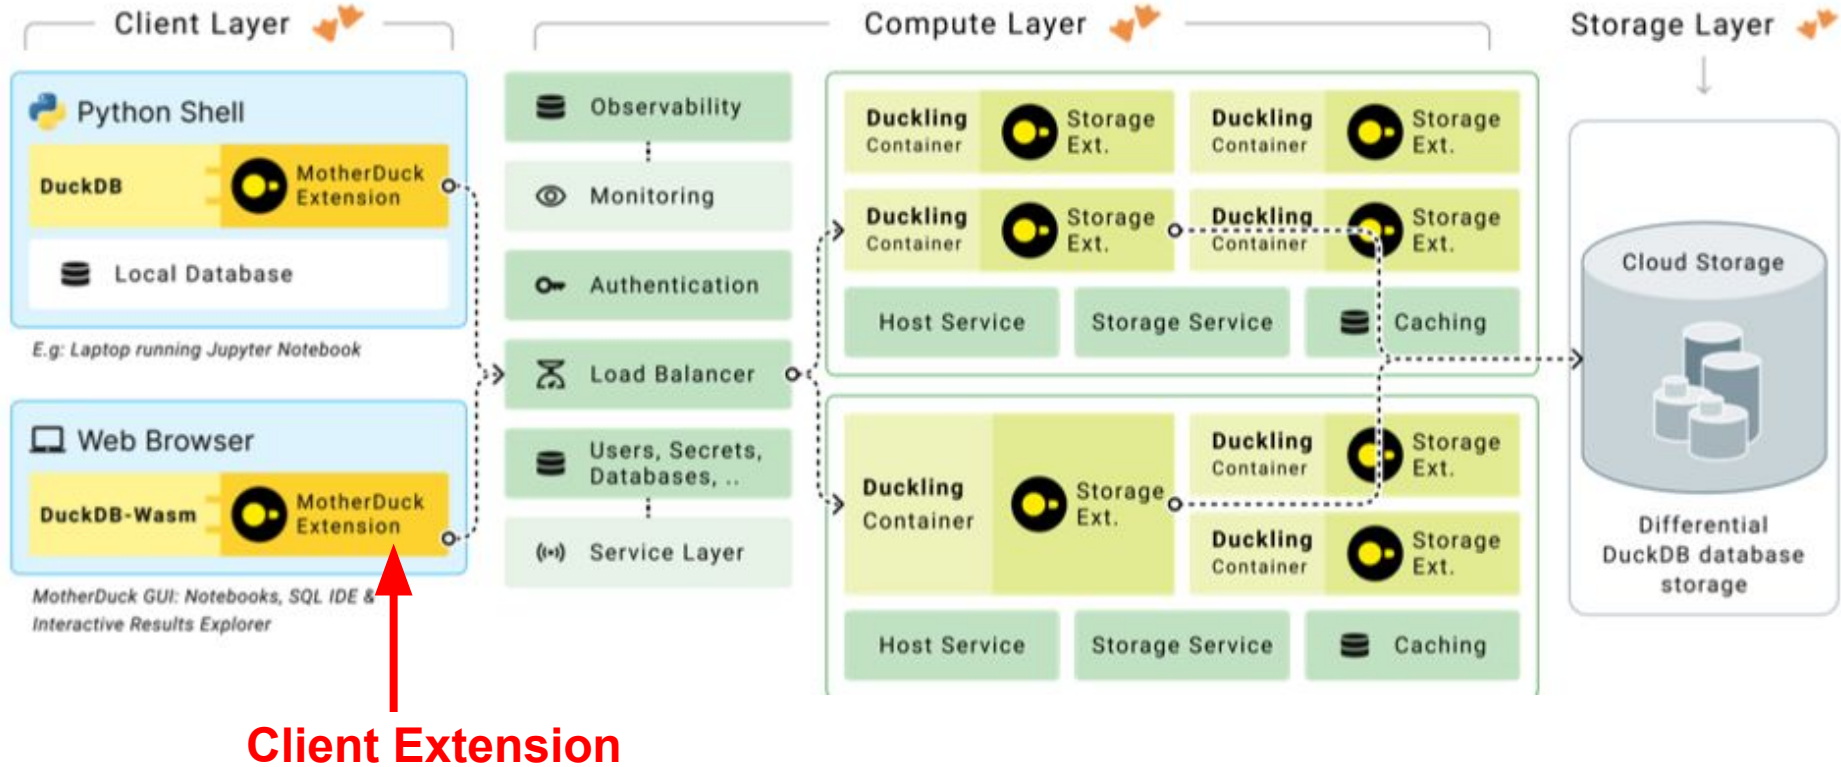 Client Layer
Compute Layer
Storage Layer
Python Shell
DuckDB
MotherDuck
Extension
Local Database
E.g: Laptop running Jupyter Notebook
Web Browser
DuckDB-Wasm
MotherDuck
Extension
MotherDuck GUI: Notebooks, SQL IDE &
Interactive Results Explorer
Client Extension
Observability
Monitoring
Authentication
Load Balancer
Users, Secrets,
Databases, ..
Service Layer
Duckling
Container
Storage
Ext.
Duckling
Container
Storage
Ext.
Duckling
Container
Storage
Ext.
Duckling
Container
Storage
Ext.
Host Service
Storage Service
Caching
Duckling
Container
Storage
Ext.
Duckling
Container
Storage
Ext.
Duckling
Container
Storage
Ext.
Host Service
Storage Service
Caching
Cloud Storage
Differential
DuckDB database
storage